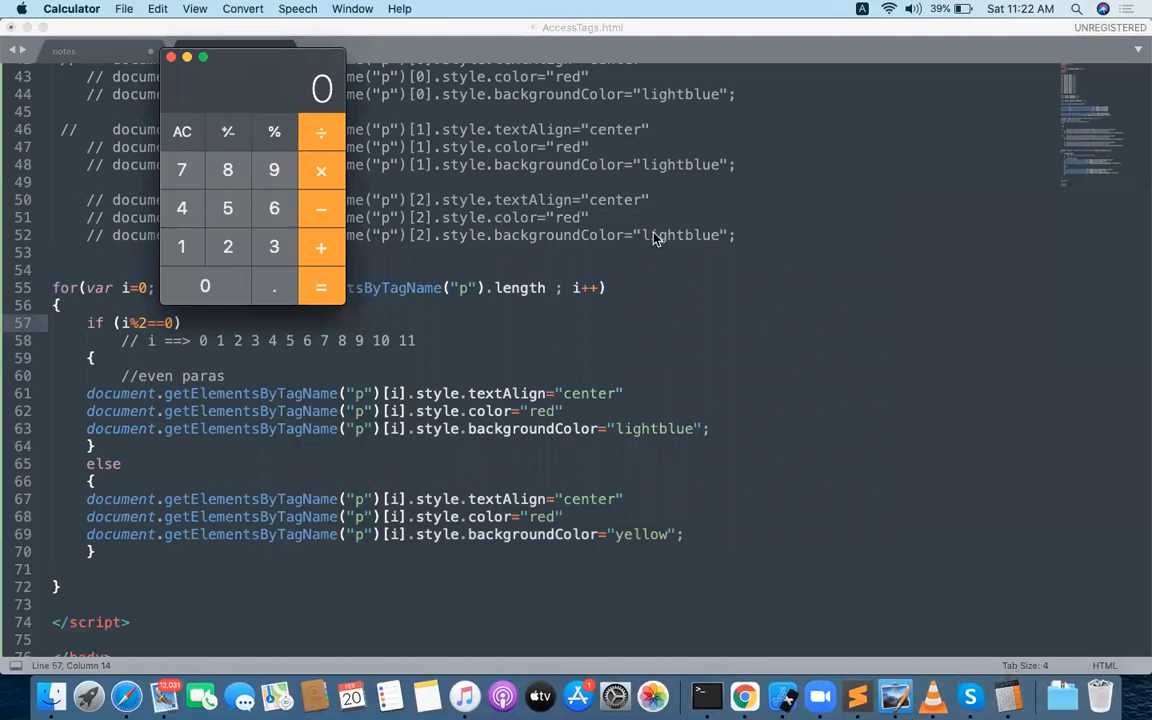 Calculator File Edit View Convert Speech Window Help A 39% Sat 11:22 AM
AccessTags.html UNREGISTERED
notes
0
AC +/- % ÷
7 8 9 ×
4 5 6 −
1 2 3 +
0 . =
43 // docume me("p")[0].style.color="red"
44 // docume me("p")[0].style.backgroundColor="lightblue";
45
46 // docume me("p")[1].style.textAlign="center"
47 // docume me("p")[1].style.color="red"
48 // docume me("p")[1].style.backgroundColor="lightblue";
49
50 // docume me("p")[2].style.textAlign="center"
51 // docume me("p")[2].style.color="red"
52 // docume me("p")[2].style.backgroundColor="lightblue";
53
54
55 for(var i=0; tsByTagName("p").length ; i++)
56 {
57 if (i%2==0)
58 // i ==> 0 1 2 3 4 5 6 7 8 9 10 11
59 {
60 //even paras
61 document.getElementsByTagName("p")[i].style.textAlign="center"
62 document.getElementsByTagName("p")[i].style.color="red"
63 document.getElementsByTagName("p")[i].style.backgroundColor="lightblue";
64 }
65 else
66 {
67 document.getElementsByTagName("p")[i].style.textAlign="center"
68 document.getElementsByTagName("p")[i].style.color="red"
69 document.getElementsByTagName("p")[i].style.backgroundColor="yellow";
70 }
71
72 }
73
74 </script>
75
Line 57, Column 14 Tab Size: 4 HTML
12,031
FEB
20
1
tv